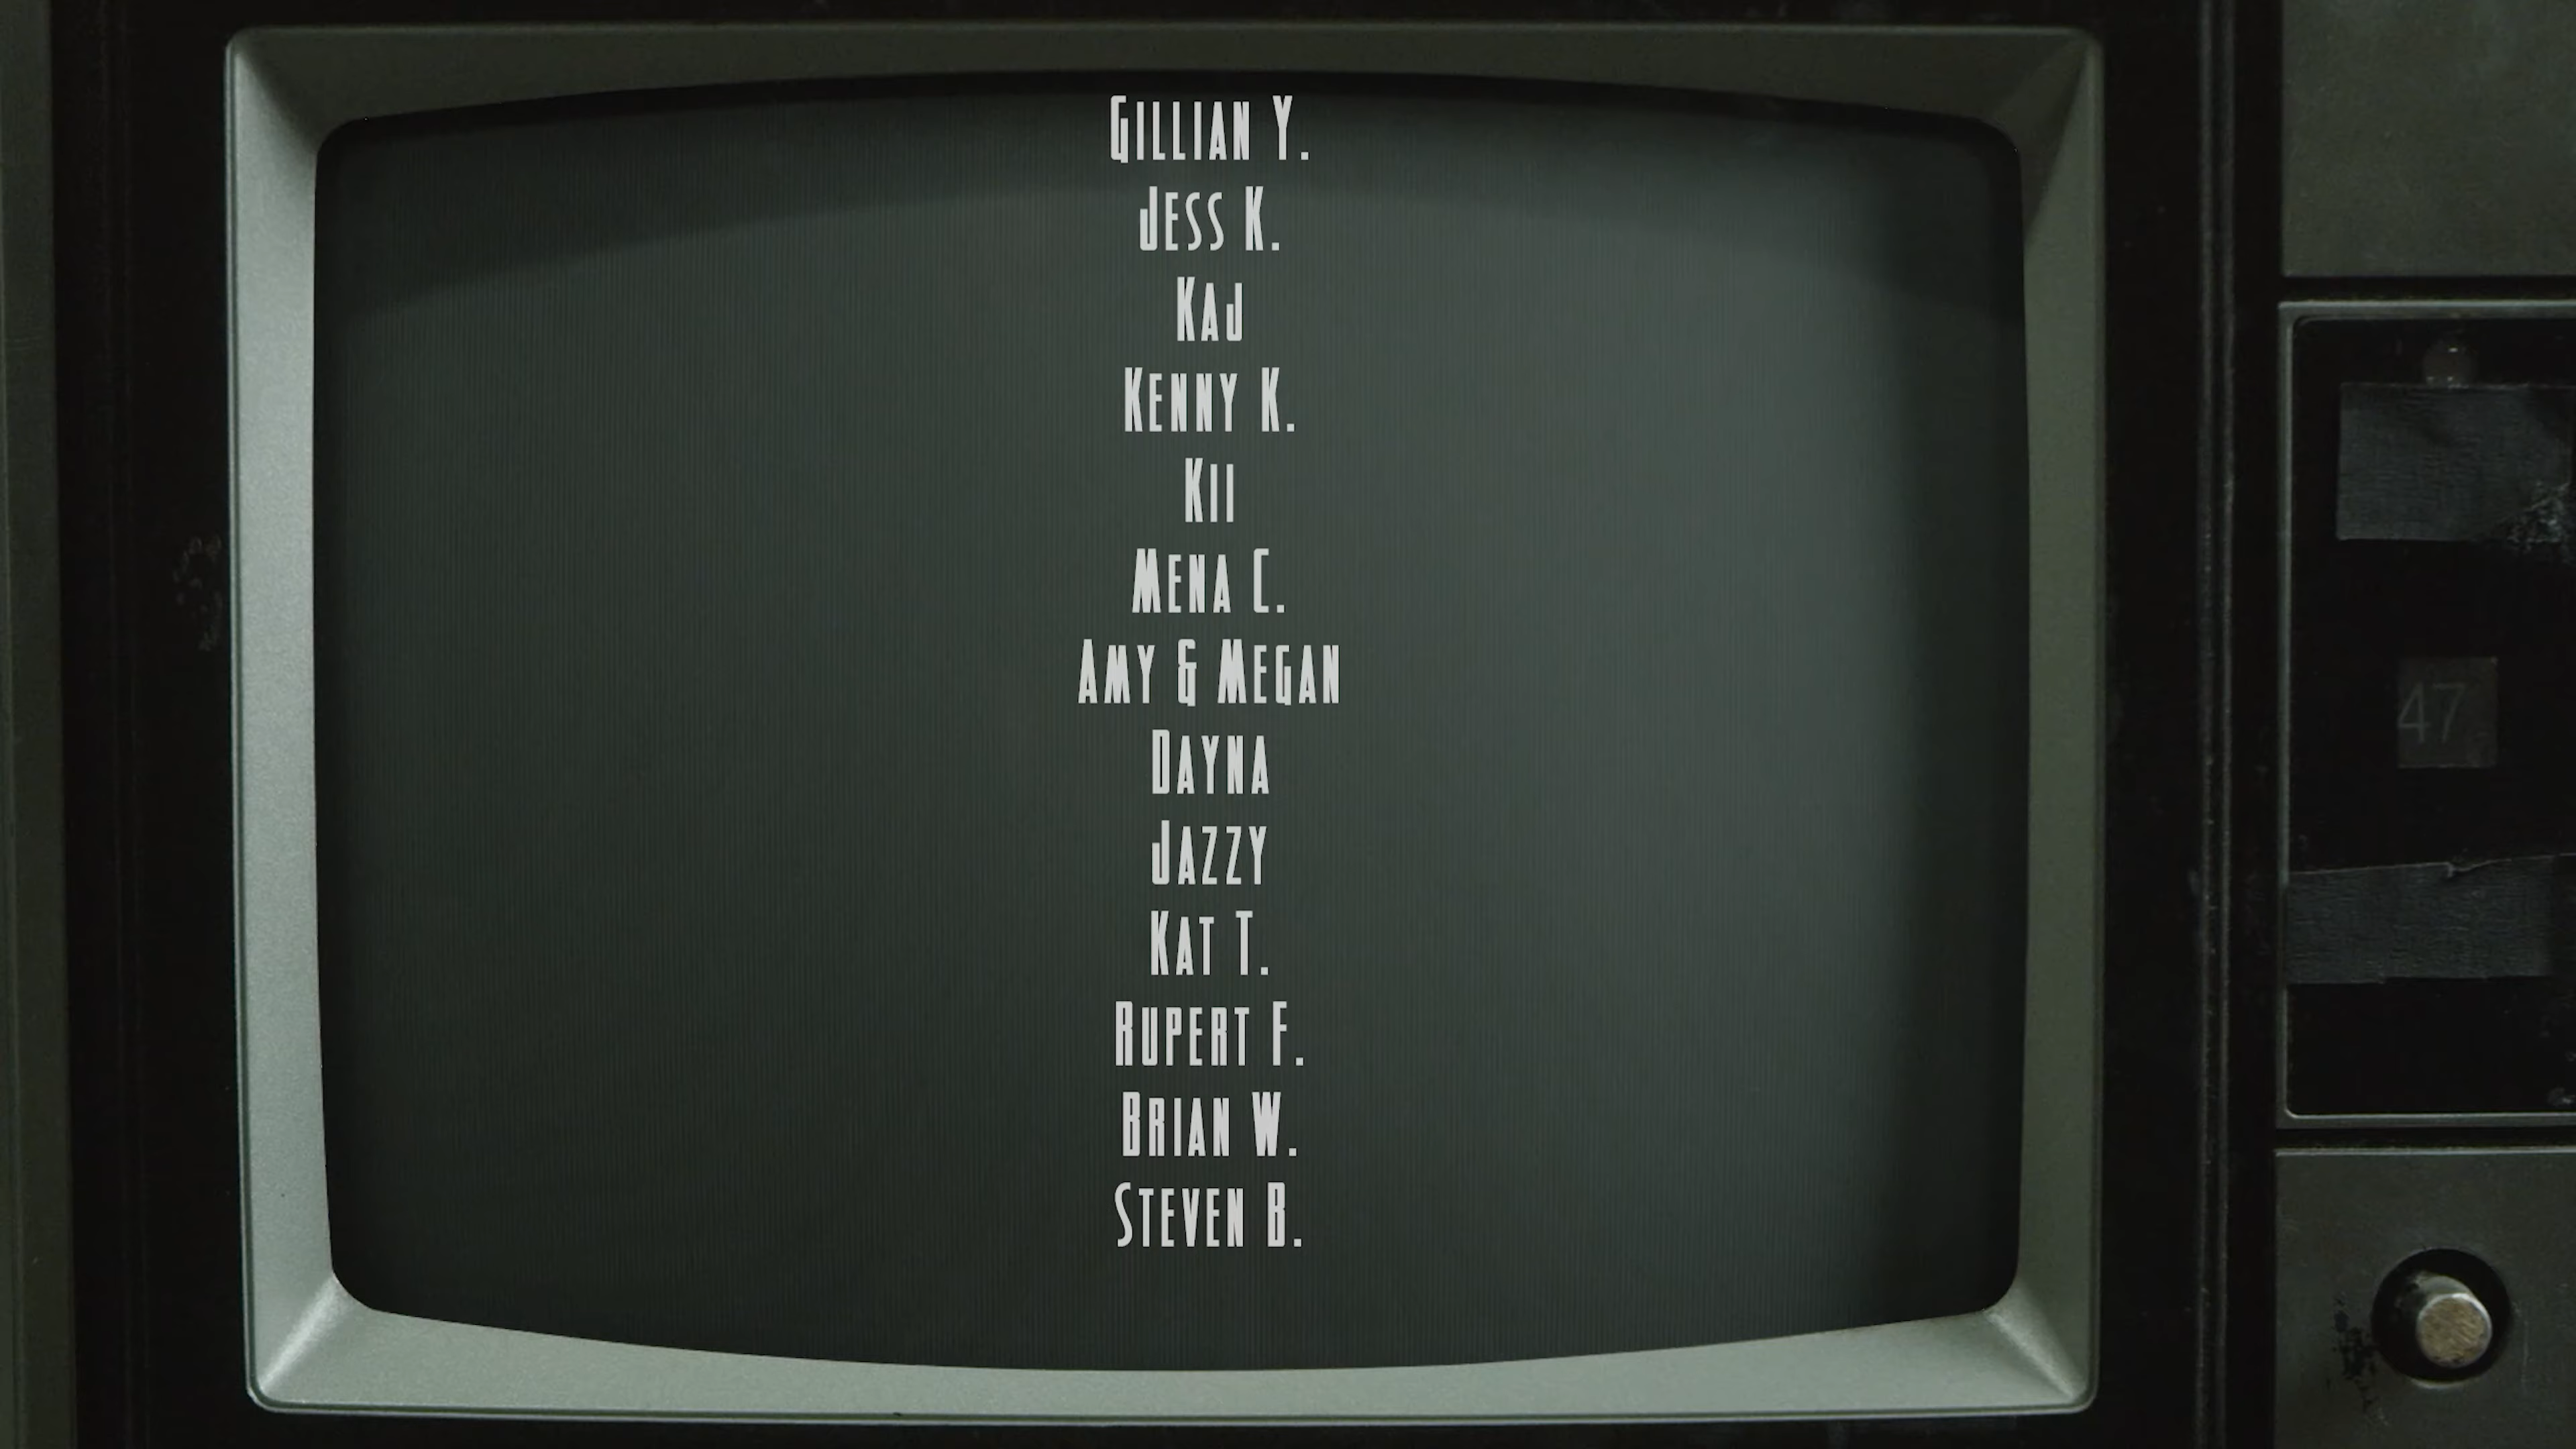 Gillian Y.
Jess K.
Kaj
Kenny K.
Kii
Mena C.
Amy & Megan
Dayna
Jazzy
Kat T.
Rupert F.
Brian W.
Steven B.
47